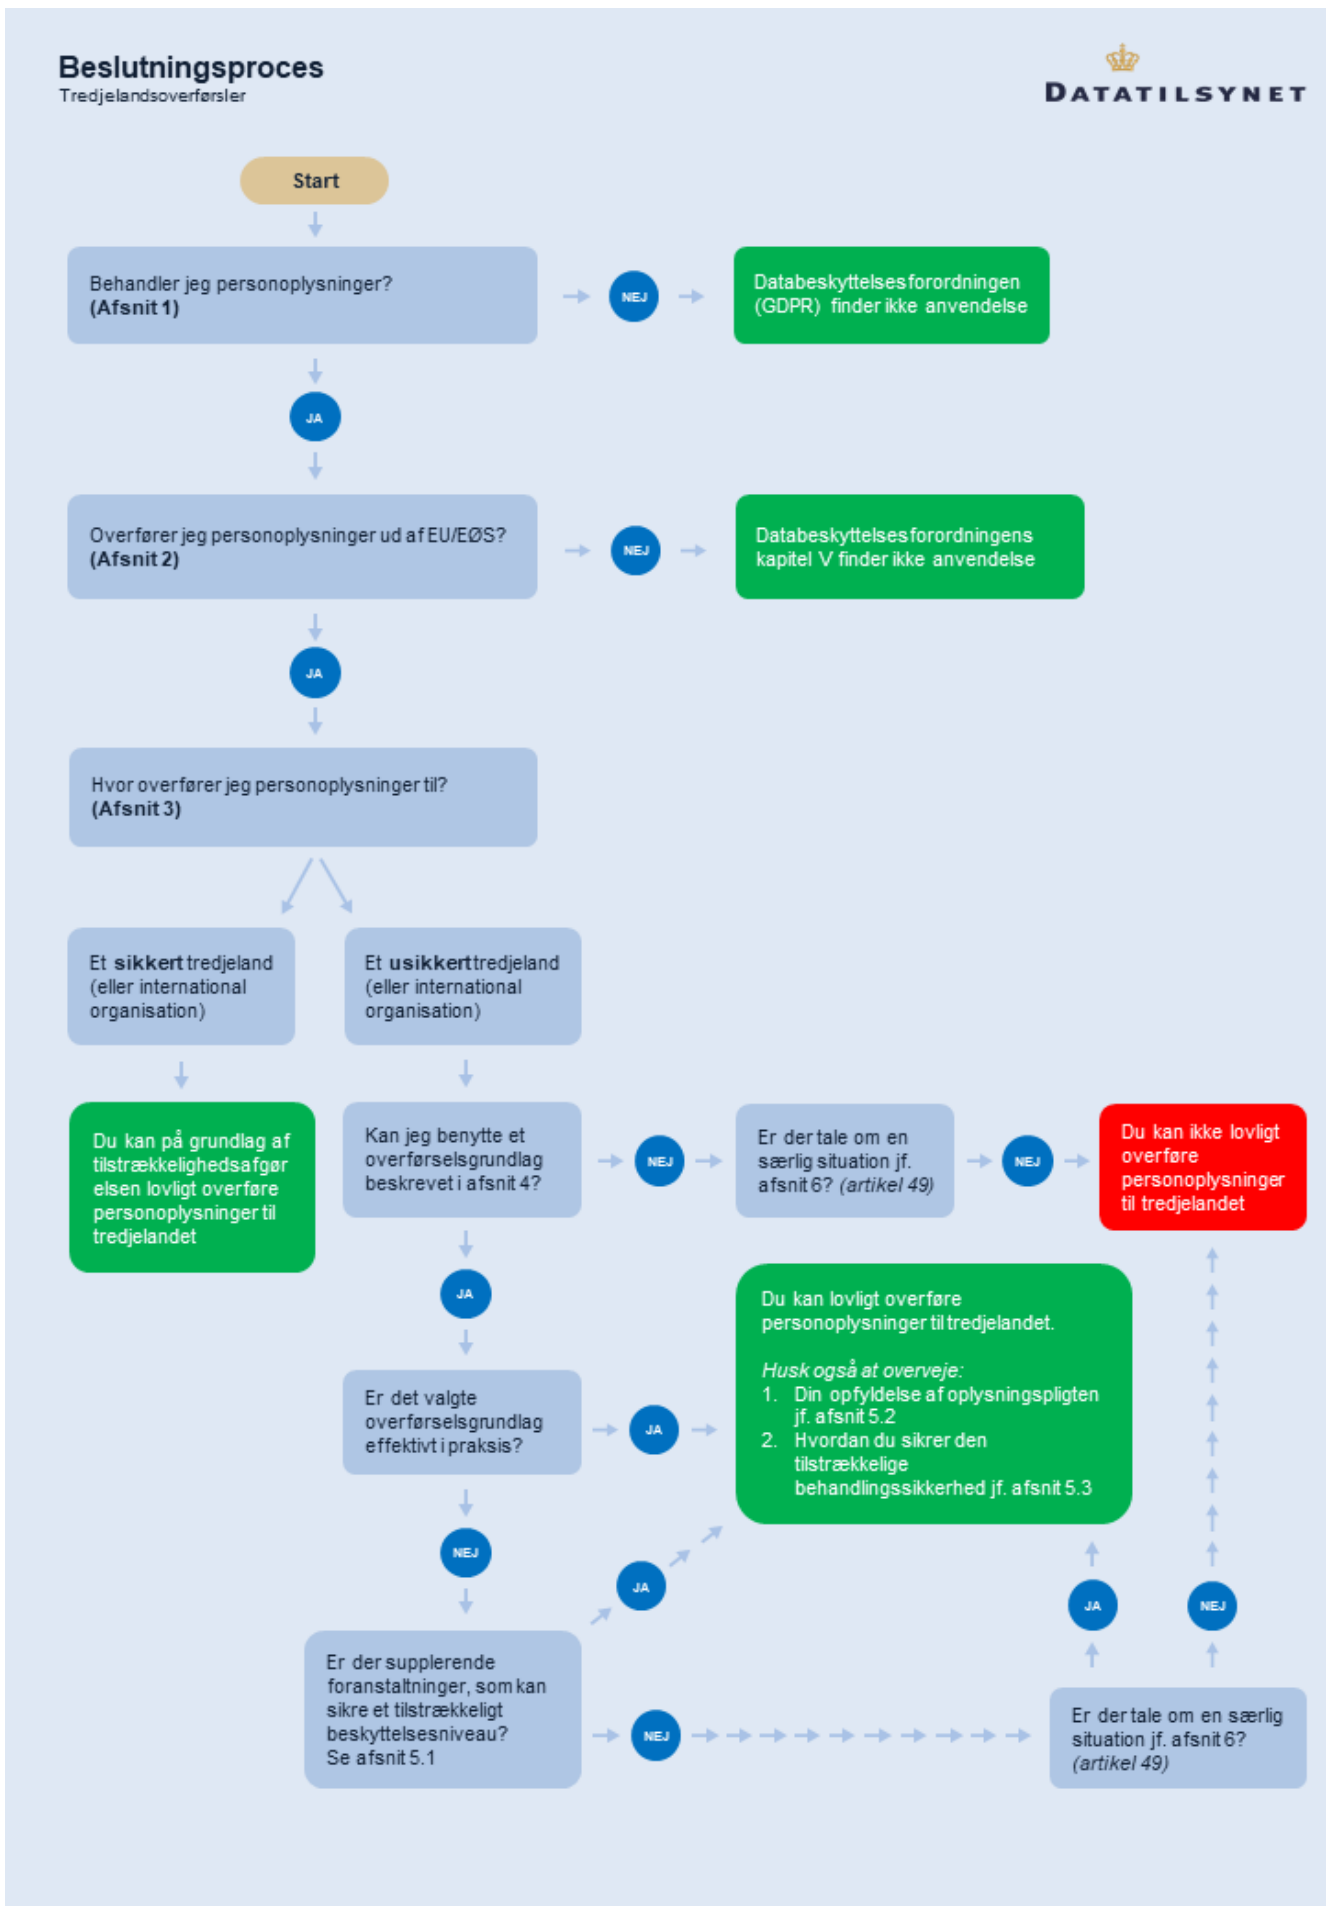 Beslutningsproces
Tredjelandsoverførsler
DATATILSYNET
Start
Behandler jeg personoplysninger?
(Afsnit 1)
NEJ
Databeskyttelsesforordningen
(GDPR) finder ikke anvendelse
JA
Overfører jeg personoplysninger ud af EU/EØS?
(Afsnit 2)
NEJ
Databeskyttelsesforordningens
kapitel V finder ikke anvendelse
JA
Hvor overfører jeg personoplysninger til?
(Afsnit 3)
Et sikkert tredjeland
(eller international
organisation)
Et usikkert tredjeland
(eller international
organisation)
Du kan på grundlag af
tilstrækkelighedsafgør
elsen lovligt overføre
personoplysninger til
tredjelandet
Kan jeg benytte et
overførselsgrundlag
beskrevet i afsnit 4?
NEJ
Er der tale om en
særlig situation jf.
afsnit 6? (artikel 49)
NEJ
Du kan ikke lovligt
overføre
personoplysninger
til tredjelandet
JA
Er det valgte
overførselsgrundlag
effektivt i praksis?
JA
Du kan lovligt overføre
personoplysninger til tredjelandet.
Husk også at overveje:
1. Din opfyldelse af oplysningspligten
jf. afsnit 5.2
2. Hvordan du sikrer den
tilstrækkelige
behandlingssikkerhed jf. afsnit 5.3
NEJ
JA
JA
NEJ
Er der supplerende
foranstaltninger, som kan
sikre et tilstrækkeligt
beskyttelsesniveau?
Se afsnit 5.1
NEJ
Er der tale om en særlig
situation jf. afsnit 6?
(artikel 49)